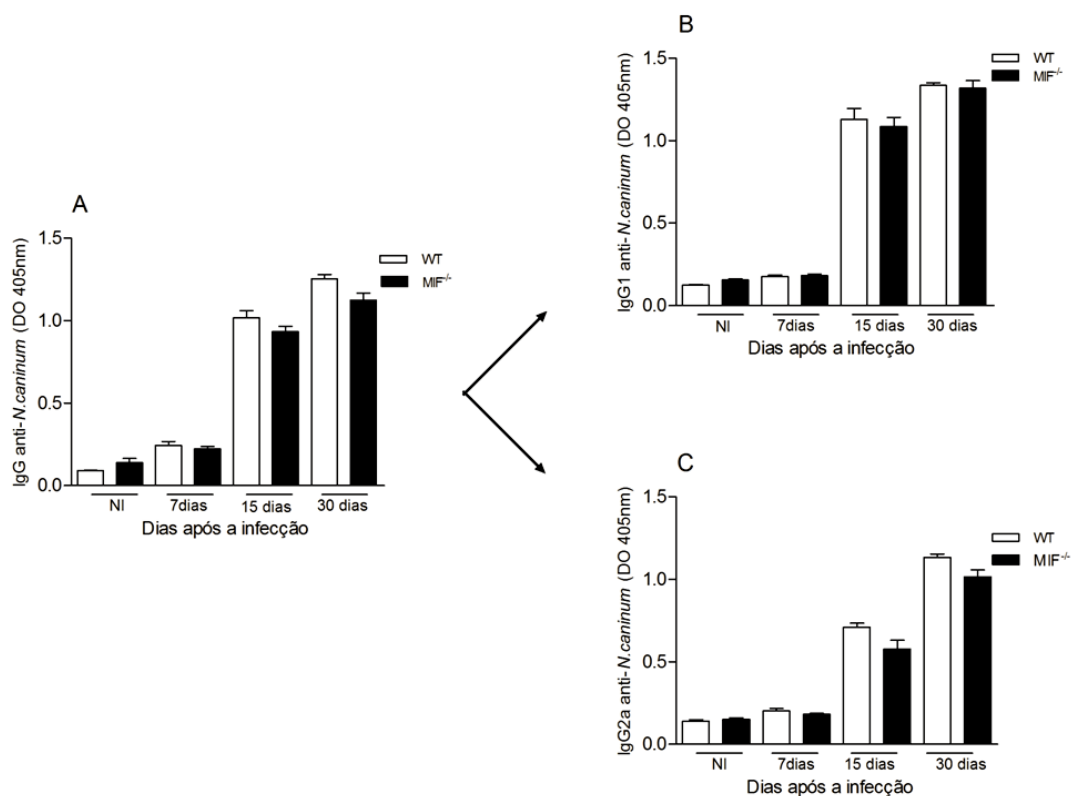 A
IgG anti-N.caninum (DO 405nm)
1.5
1.0
0.5
0.0
NI
7dias
15 dias
30 dias
Dias após a infecção
WT
MIF-/-
B
IgG1 anti-N.caninum (DO 405nm)
1.5
1.0
0.5
0.0
NI
7dias
15 dias
30 dias
Dias após a infecção
WT
MIF-/-
C
IgG2a anti-N.caninum (DO 405nm)
1.5
1.0
0.5
0.0
NI
7dias
15 dias
30 dias
Dias após a infecção
WT
MIF-/-